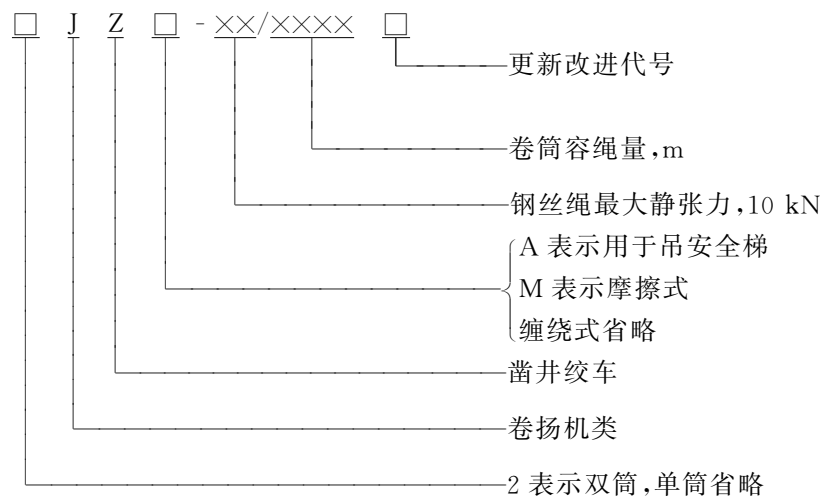 □ J Z □ - ××/×××× □
更新改进代号
卷筒容绳量,m
钢丝绳最大静张力,10 kN
A 表示用于吊安全梯
M 表示摩擦式
缠绕式省略
凿井绞车
卷扬机类
2 表示双筒,单筒省略